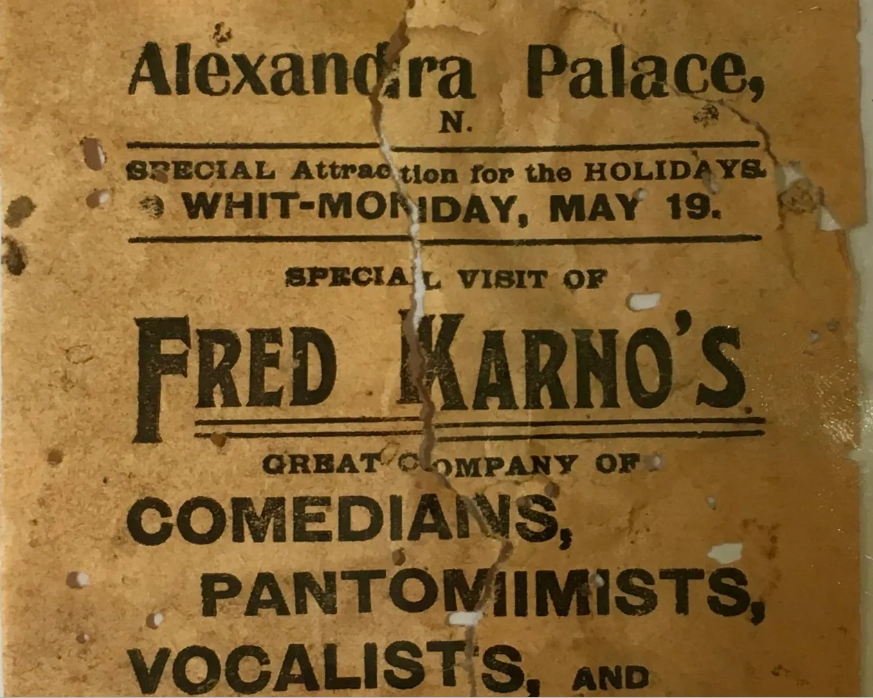 Alexandra Palace,
N.
SPECIAL Attraction for the HOLIDAYS.
WHIT-MONDAY, MAY 19.
SPECIAL VISIT OF
FRED KARNO'S
GREAT COMPANY OF
COMEDIANS,
PANTOMIMISTS,
VOCALISTS, AND